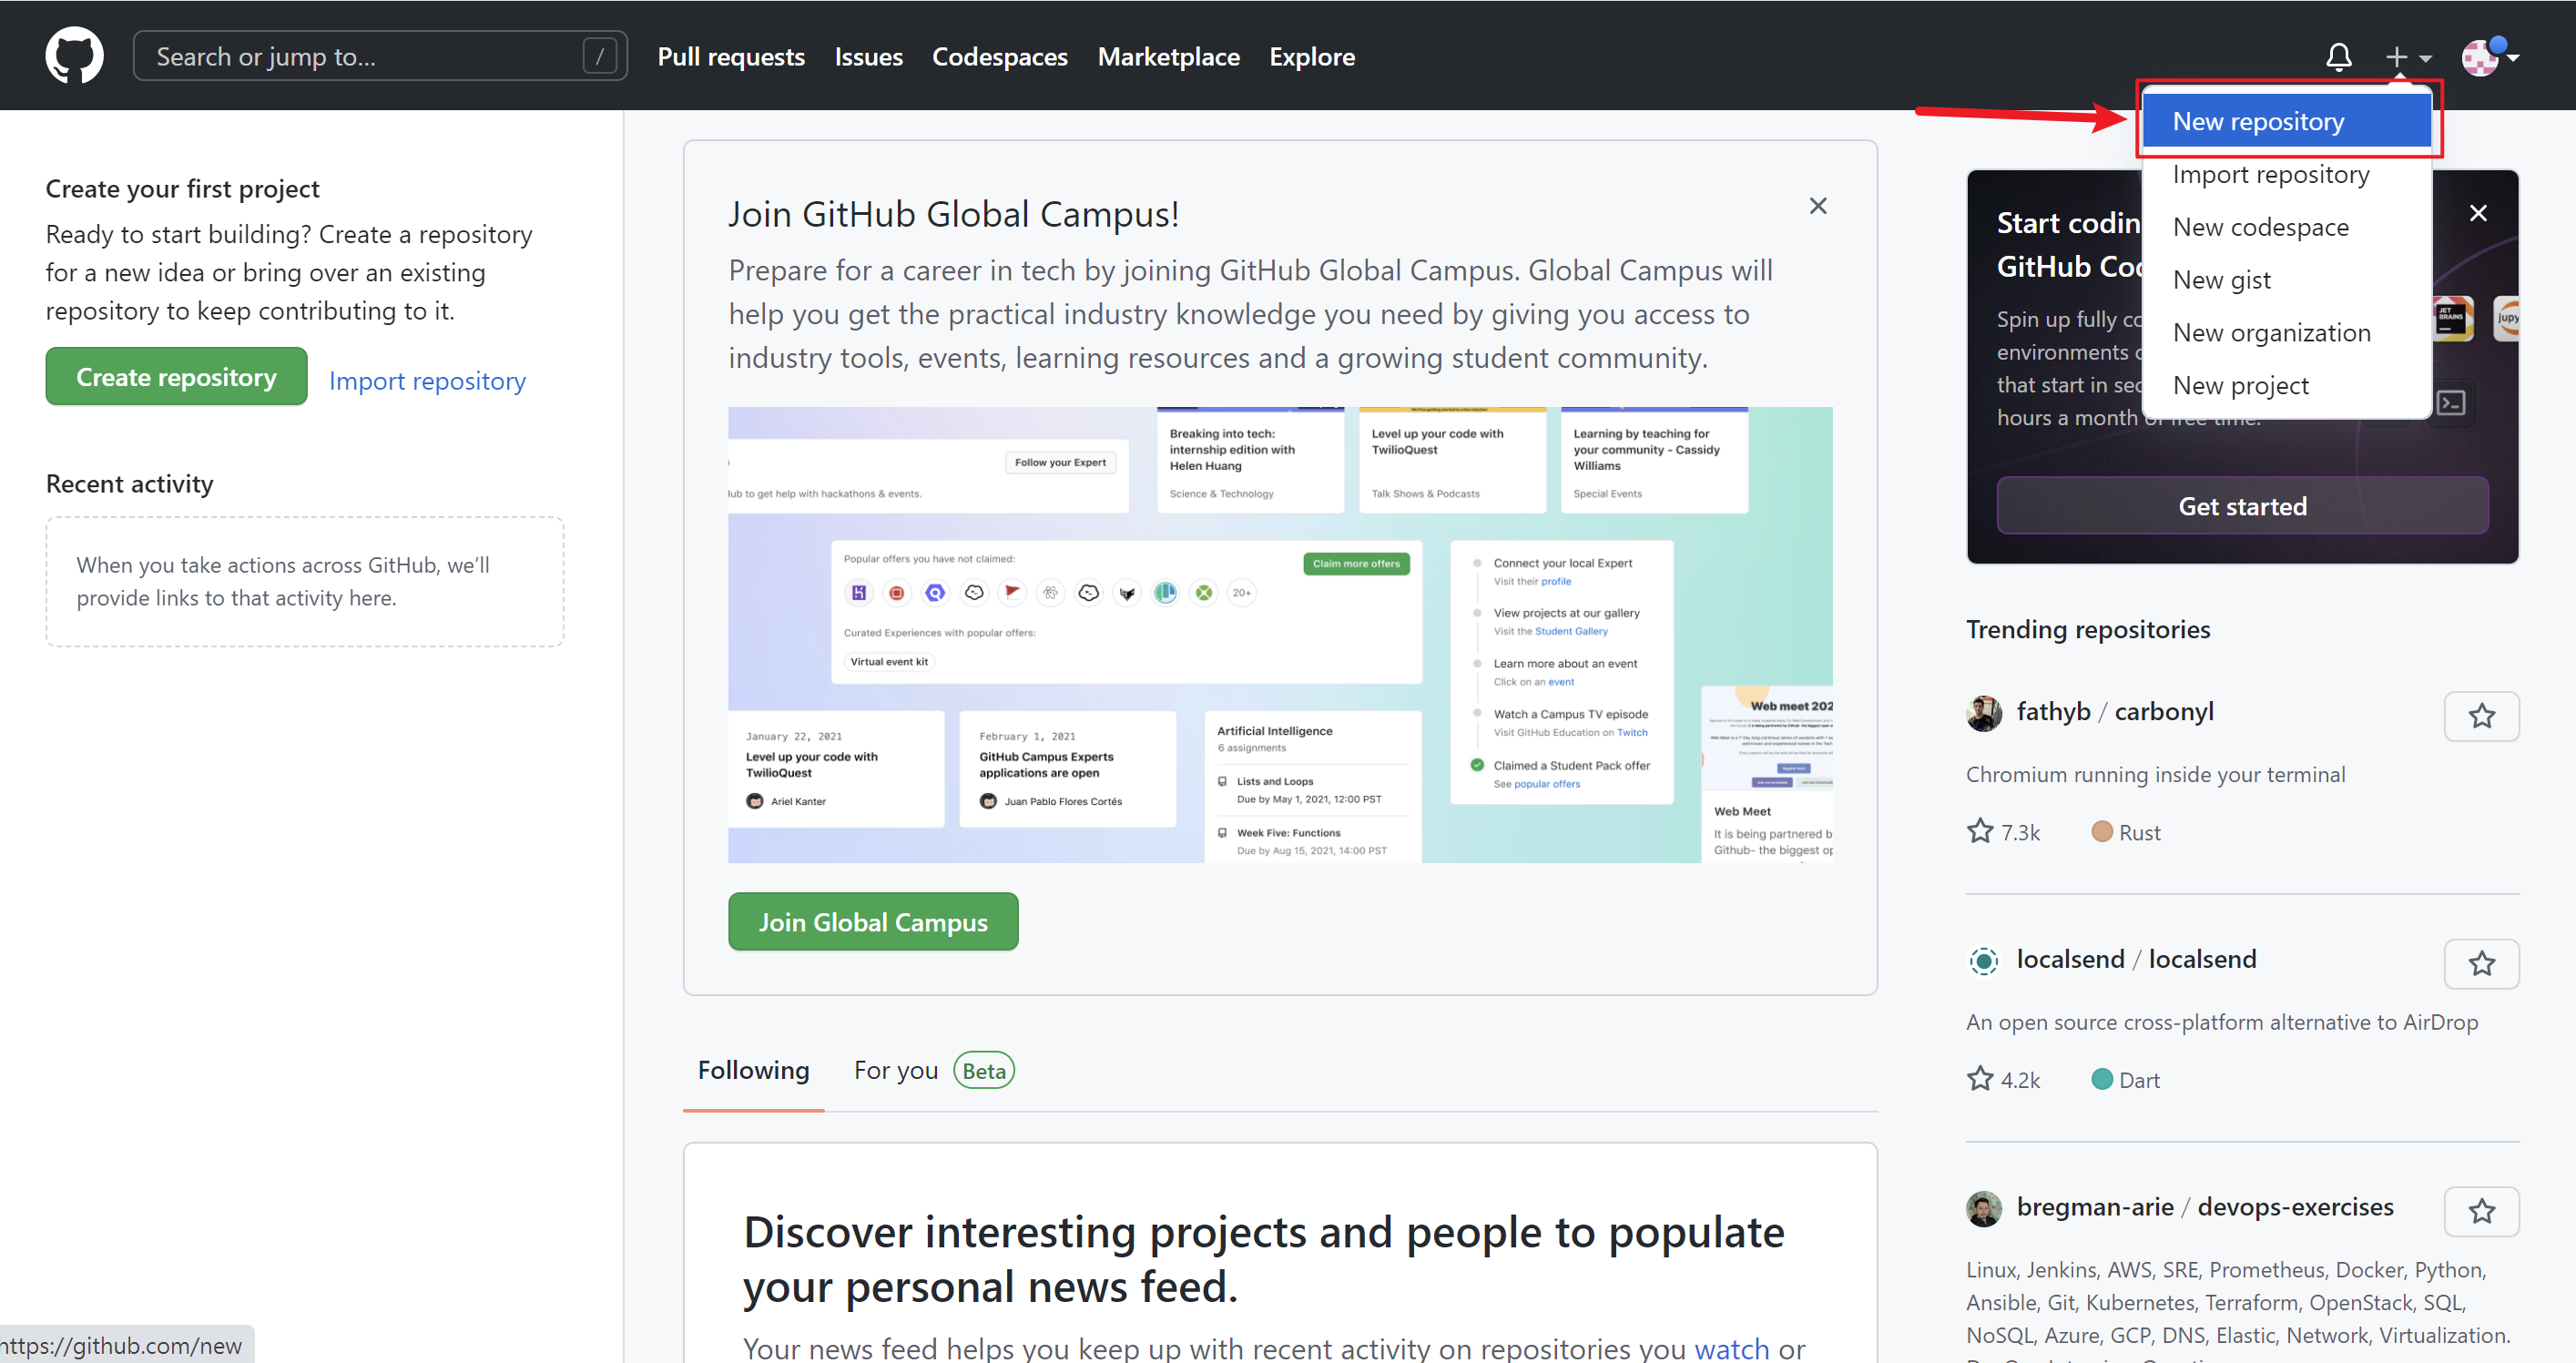 Search or jump to...
/
Pull requests
Issues
Codespaces
Marketplace
Explore
New repository
Import repository
New codespace
New gist
New organization
New project
Create your first project
Ready to start building? Create a repository
for a new idea or bring over an existing
repository to keep contributing to it.
Create repository
Import repository
Recent activity
When you take actions across GitHub, we'll
provide links to that activity here.
Join GitHub Global Campus!
Prepare for a career in tech by joining GitHub Global Campus. Global Campus will
help you get the practical industry knowledge you need by giving you access to
industry tools, events, learning resources and a growing student community.
Follow your Expert
to get help with hackathons & events.
Breaking into tech:
internship edition with
Helen Huang
Science & Technology
Level up your code with
TwilioQuest
Talk Shows & Podcasts
Learning by teaching for
your community - Cassidy
Williams
Special Events
Popular offers you have not claimed:
Claim more offers
20+
Curated Experiences with popular offers:
Virtual event kit
Connect your local Expert
Visit their profile
View projects at our gallery
Visit the Student Gallery
Learn more about an event
Click on an event
Watch a Campus TV episode
Visit GitHub Education on Twitch
Claimed a Student Pack offer
See popular offers
January 22, 2021
Level up your code with
TwilioQuest
Ariel Kanter
February 1, 2021
GitHub Campus Experts
applications are open
Juan Pablo Flores Cortés
Artificial Intelligence
6 assignments
Lists and Loops
Due by May 1, 2021, 12:00 PST
Week Five: Functions
Due by Aug 15, 2021, 14:00 PST
Web meet 202
Web Meet
It is being partnered b
Github- the biggest op
Join Global Campus
Following
For you
Beta
Discover interesting projects and people to populate
your personal news feed.
Your news feed helps you keep up with recent activity on repositories you watch or
Start codin
GitHub Co
Spin up fully co
environments
that start in sec
hours a month of free time.
JET
BRAINS
jupy
Get started
Trending repositories
fathyb / carbonyl
Chromium running inside your terminal
7.3k
Rust
localsend / localsend
An open source cross-platform alternative to AirDrop
4.2k
Dart
bregman-arie / devops-exercises
Linux, Jenkins, AWS, SRE, Prometheus, Docker, Python,
Ansible, Git, Kubernetes, Terraform, OpenStack, SQL,
NoSQL, Azure, GCP, DNS, Elastic, Network, Virtualization.
https://github.com/new